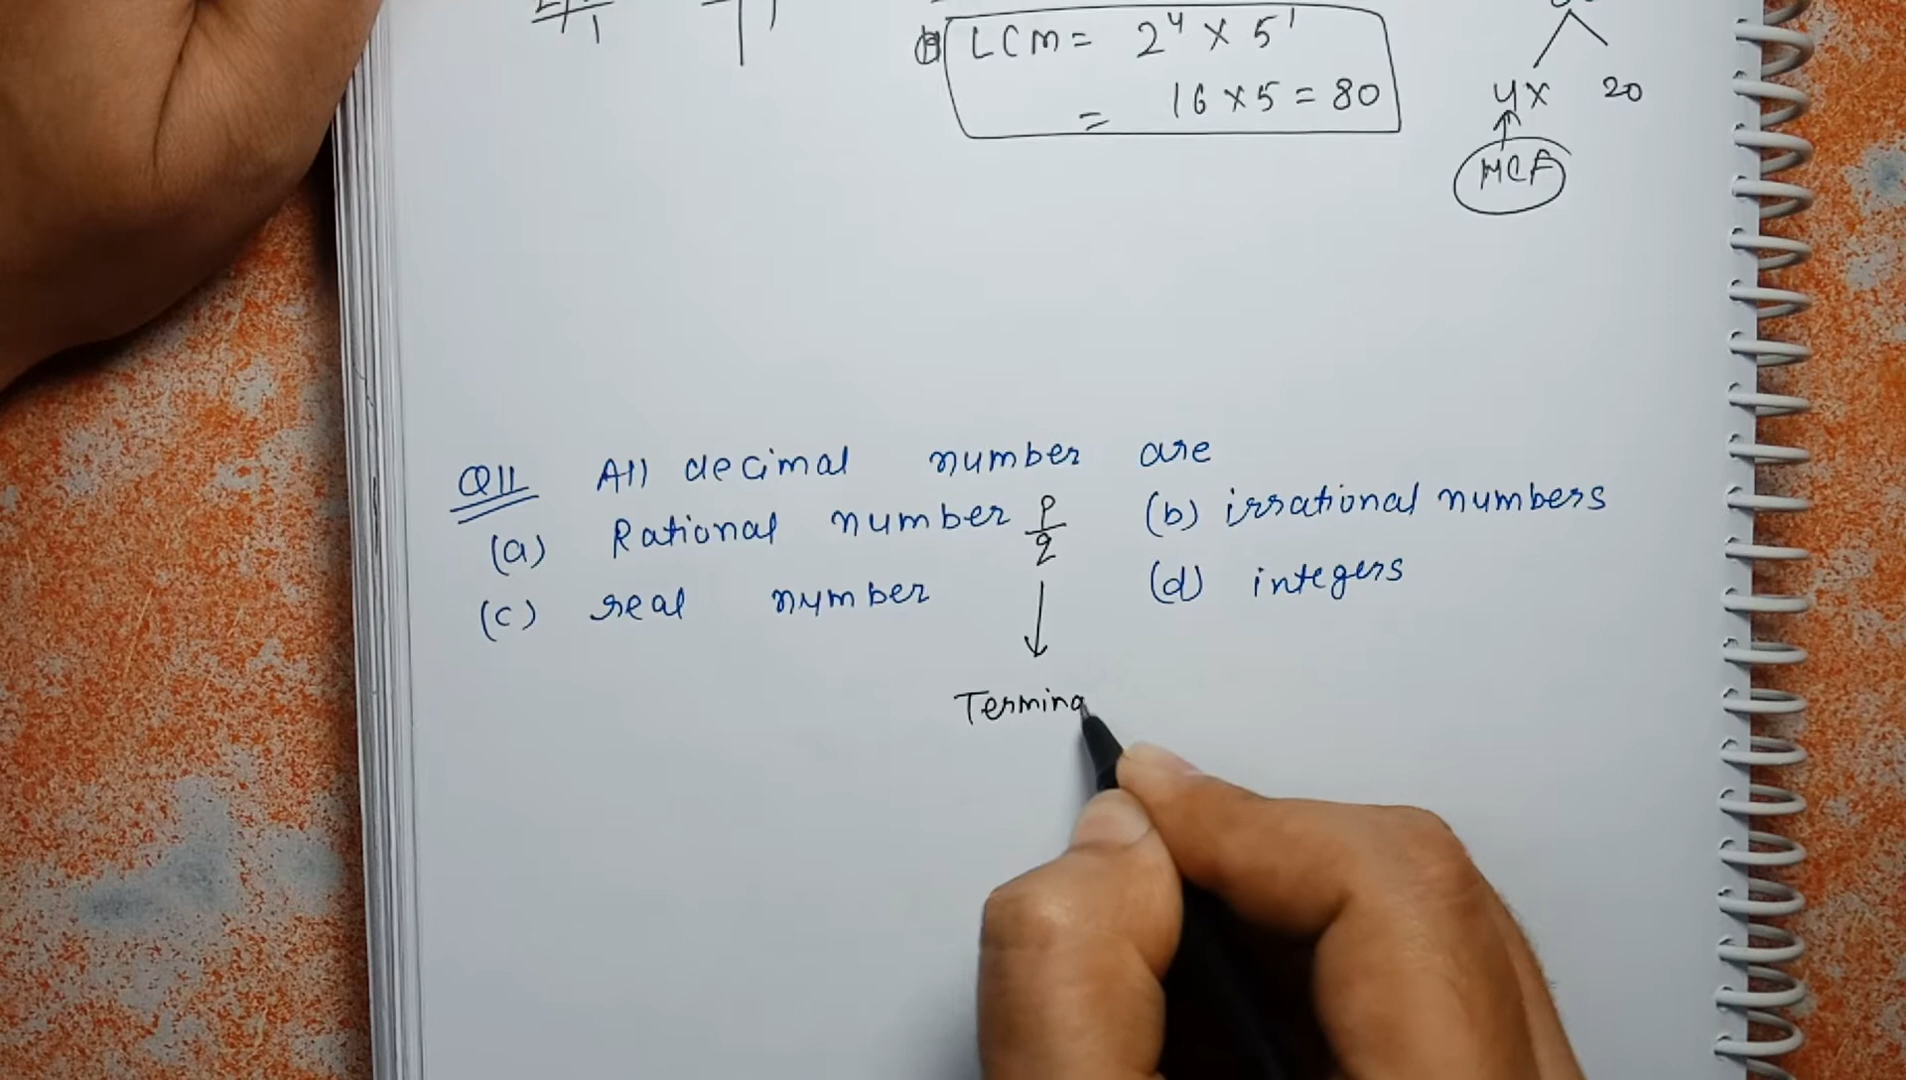 LCM = 2⁴ × 5¹
= 16 × 5 = 80
4 × 20
HCF
Q11 All decimal number are
(a) Rational number p/q (b) irrational numbers
(c) real number (d) integers
Termina